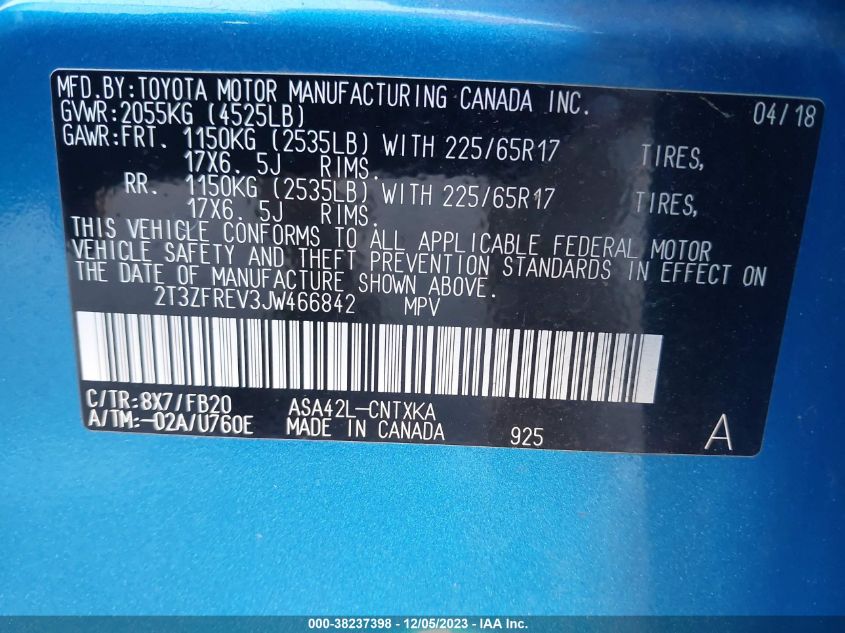 MFD.BY:TOYOTA MOTOR MANUFACTURING CANADA INC. 04/18
GVWR:2055KG (4525LB)
GAWR:FRT. 1150KG (2535LB) WITH 225/65R17 TIRES,
17X6. 5J RIMS.
RR. 1150KG (2535LB) WITH 225/65R17 TIRES,
17X6. 5J RIMS.
THIS VEHICLE CONFORMS TO ALL APPLICABLE FEDERAL MOTOR
VEHICLE SAFETY AND THEFT PREVENTION STANDARDS IN EFFECT ON
THE DATE OF MANUFACTURE SHOWN ABOVE.
2T3ZFREV3JW466842 MPV
C/TR:8X7/FB20 ASA42L-CNTXKA
A/TM:-02A/U760E MADE IN CANADA 925 A
000-38237398 - 12/05/2023 - IAA Inc.